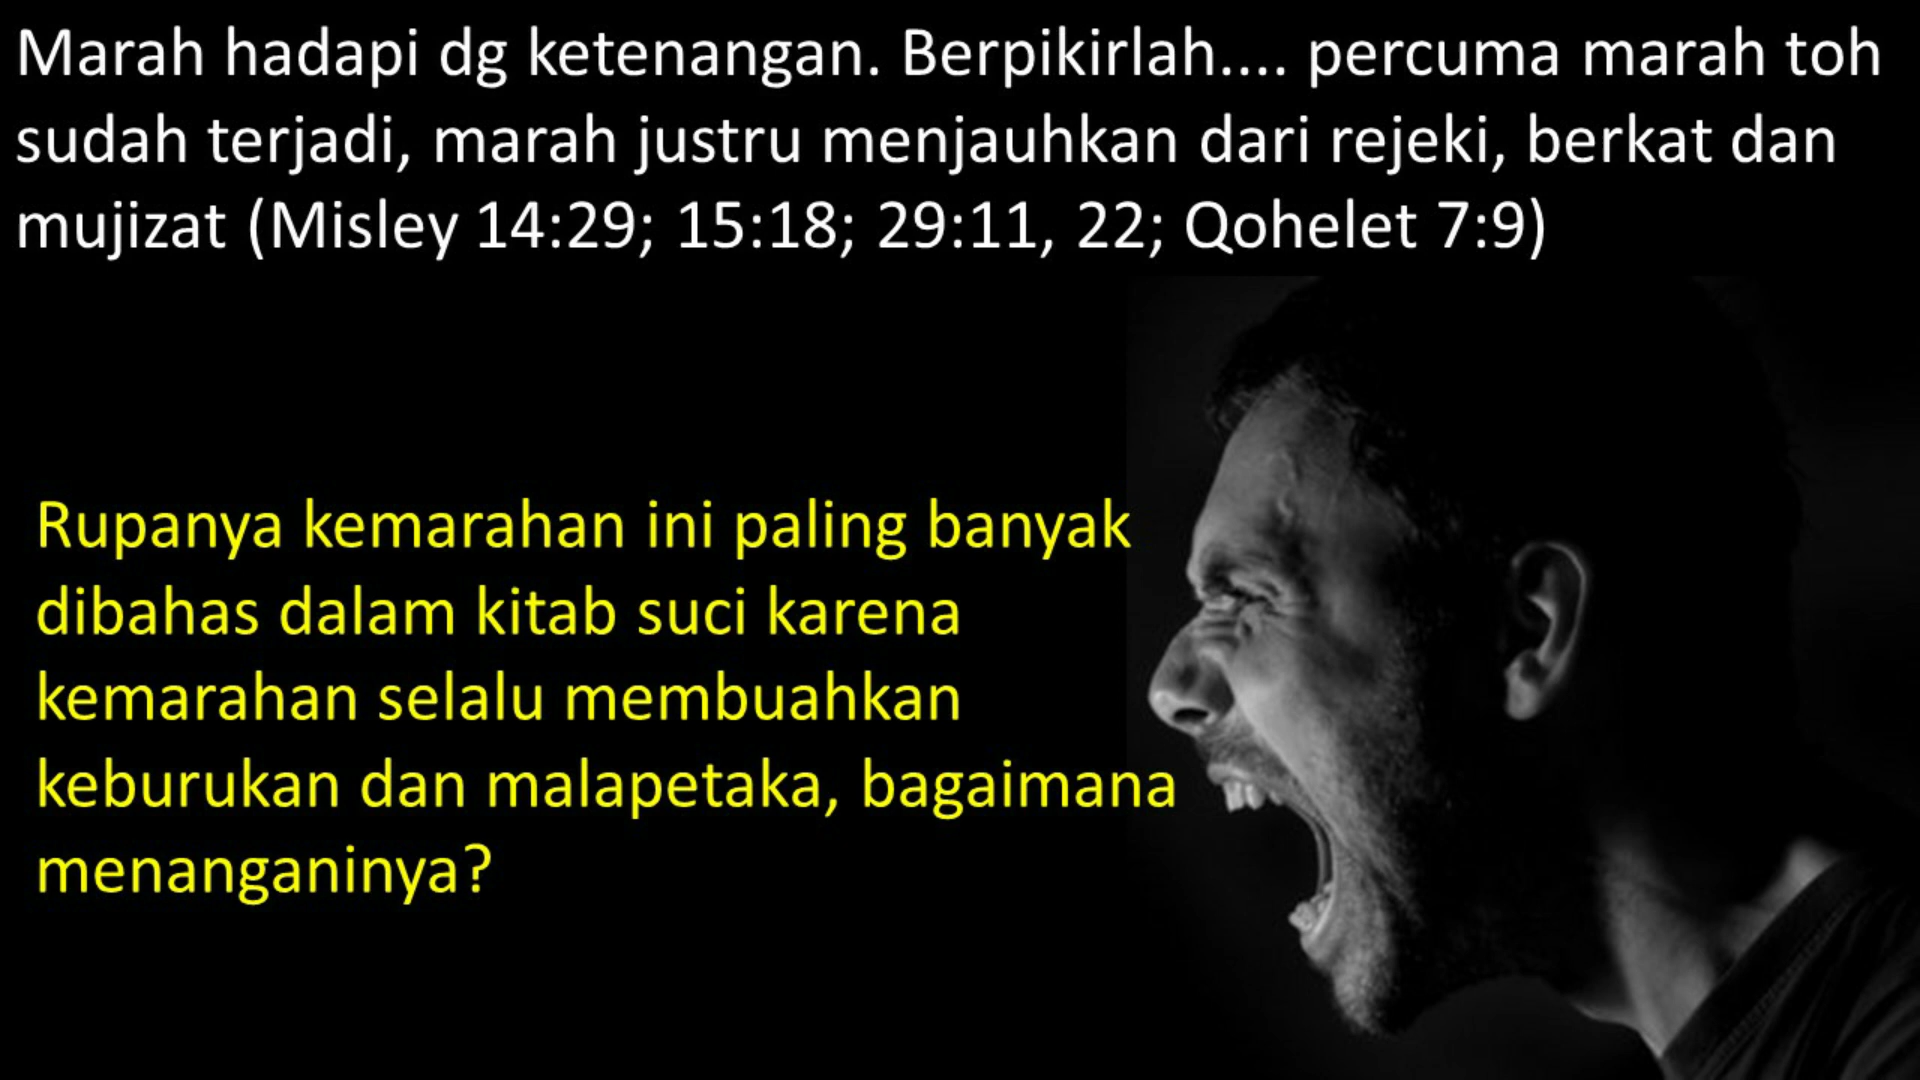 Marah hadapi dg ketenangan. Berpikirlah.... percuma marah toh
sudah terjadi, marah justru menjauhkan dari rejeki, berkat dan
mujizat (Misley 14:29; 15:18; 29:11, 22; Qohelet 7:9)
Rupanya kemarahan ini paling banyak
dibahas dalam kitab suci karena
kemarahan selalu membuahkan
keburukan dan malapetaka, bagaimana
menanganinya?